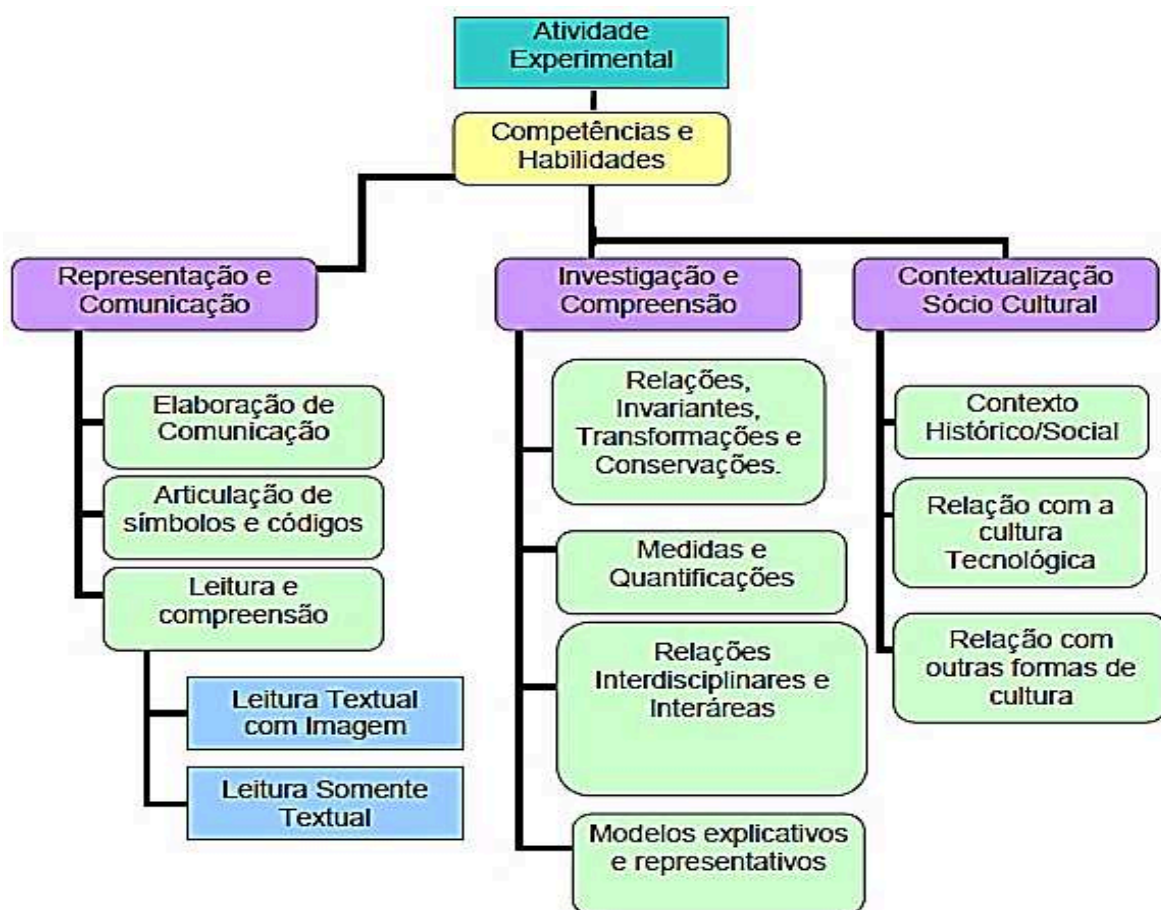 Atividade
Experimental
Competências e
Habilidades
Representação e
Comunicação
Elaboração de
Comunicação
Articulação de
símbolos e códigos
Leitura e
compreensão
Leitura Textual
com Imagem
Leitura Somente
Textual
Investigação e
Compreensão
Relações,
Invariantes,
Transformações e
Conservações.
Medidas e
Quantificações
Relações
Interdisciplinares e
Interáreas
Modelos explicativos
e representativos
Contextualização
Sócio Cultural
Contexto
Histórico/Social
Relação com a
cultura
Tecnológica
Relação com
outras formas de
cultura